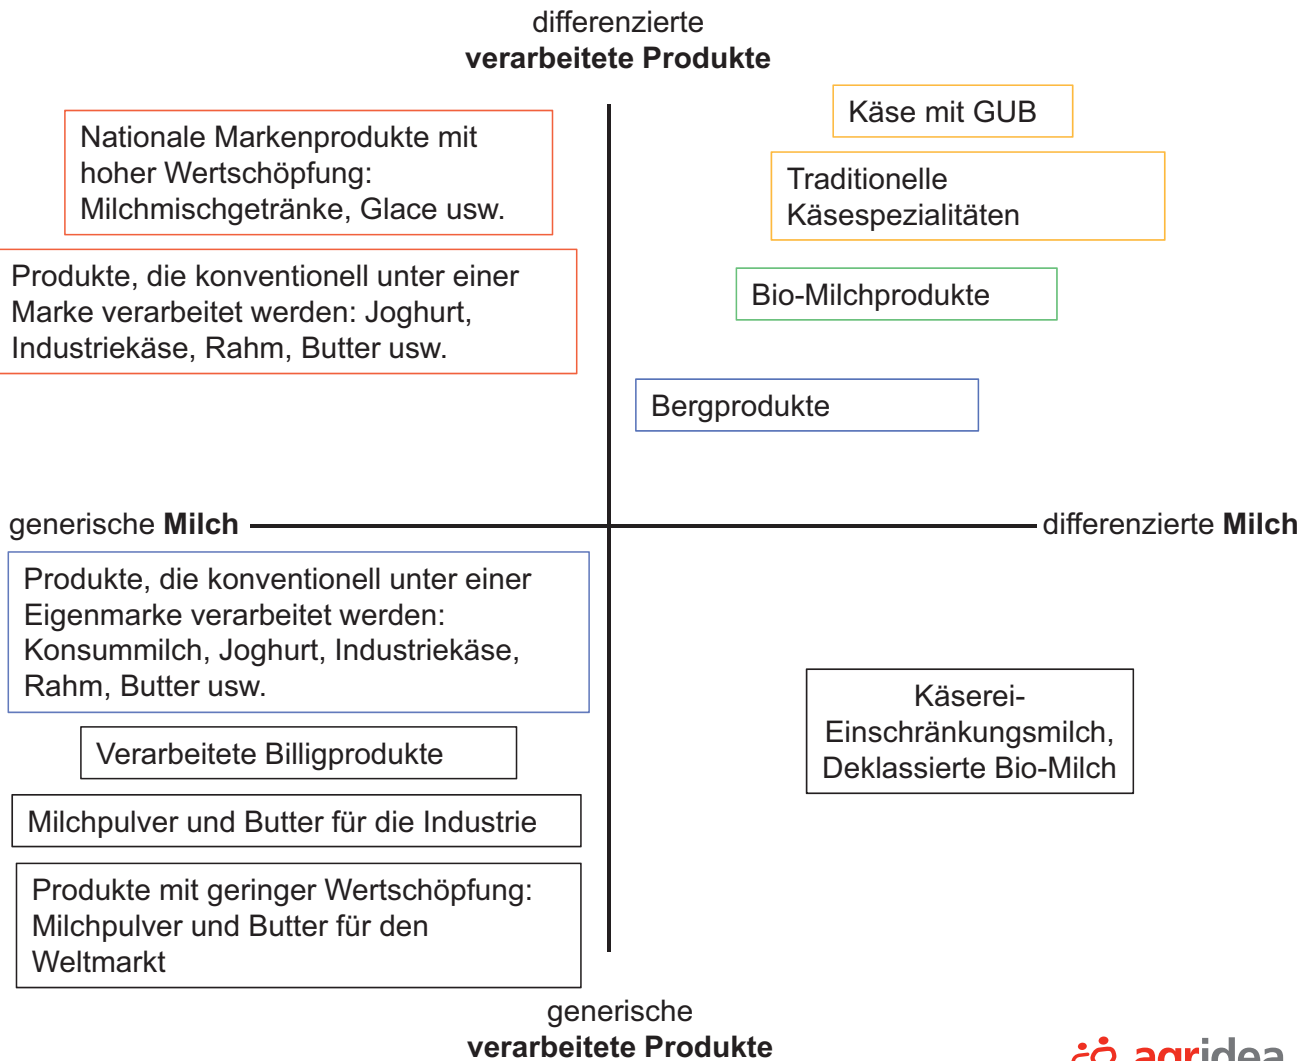 differenzierte
verarbeitete Produkte
Käse mit GUB
Nationale Markenprodukte mit
hoher Wertschöpfung:
Milchmischgetränke, Glace usw.
Traditionelle
Käsespezialitäten
Produkte, die konventionell unter einer
Marke verarbeitet werden: Joghurt,
Industriekäse, Rahm, Butter usw.
Bio-Milchprodukte
Bergprodukte
generische Milch
differenzierte Milch
Produkte, die konventionell unter einer
Eigenmarke verarbeitet werden:
Konsummilch, Joghurt, Industriekäse,
Rahm, Butter usw.
Käserei-
Einschränkungsmilch,
Deklassierte Bio-Milch
Verarbeitete Billigprodukte
Milchpulver und Butter für die Industrie
Produkte mit geringer Wertschöpfung:
Milchpulver und Butter für den
Weltmarkt
generische
verarbeitete Produkte
agridea